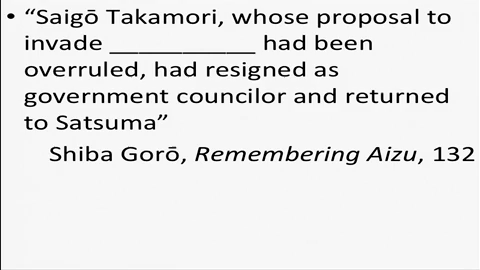 • “Saigō Takamori, whose proposal to
invade ___________ had been
overruled, had resigned as
government councilor and returned
to Satsuma”
Shiba Gorō, Remembering Aizu, 132